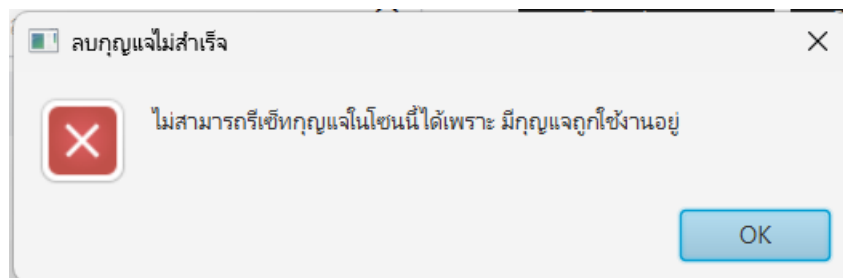 ลบกุญแจไม่สำเร็จ
ไม่สามารถรีเซ็ทกุญแจในโซนนี้ได้เพราะ มีกุญแจถูกใช้งานอยู่
OK